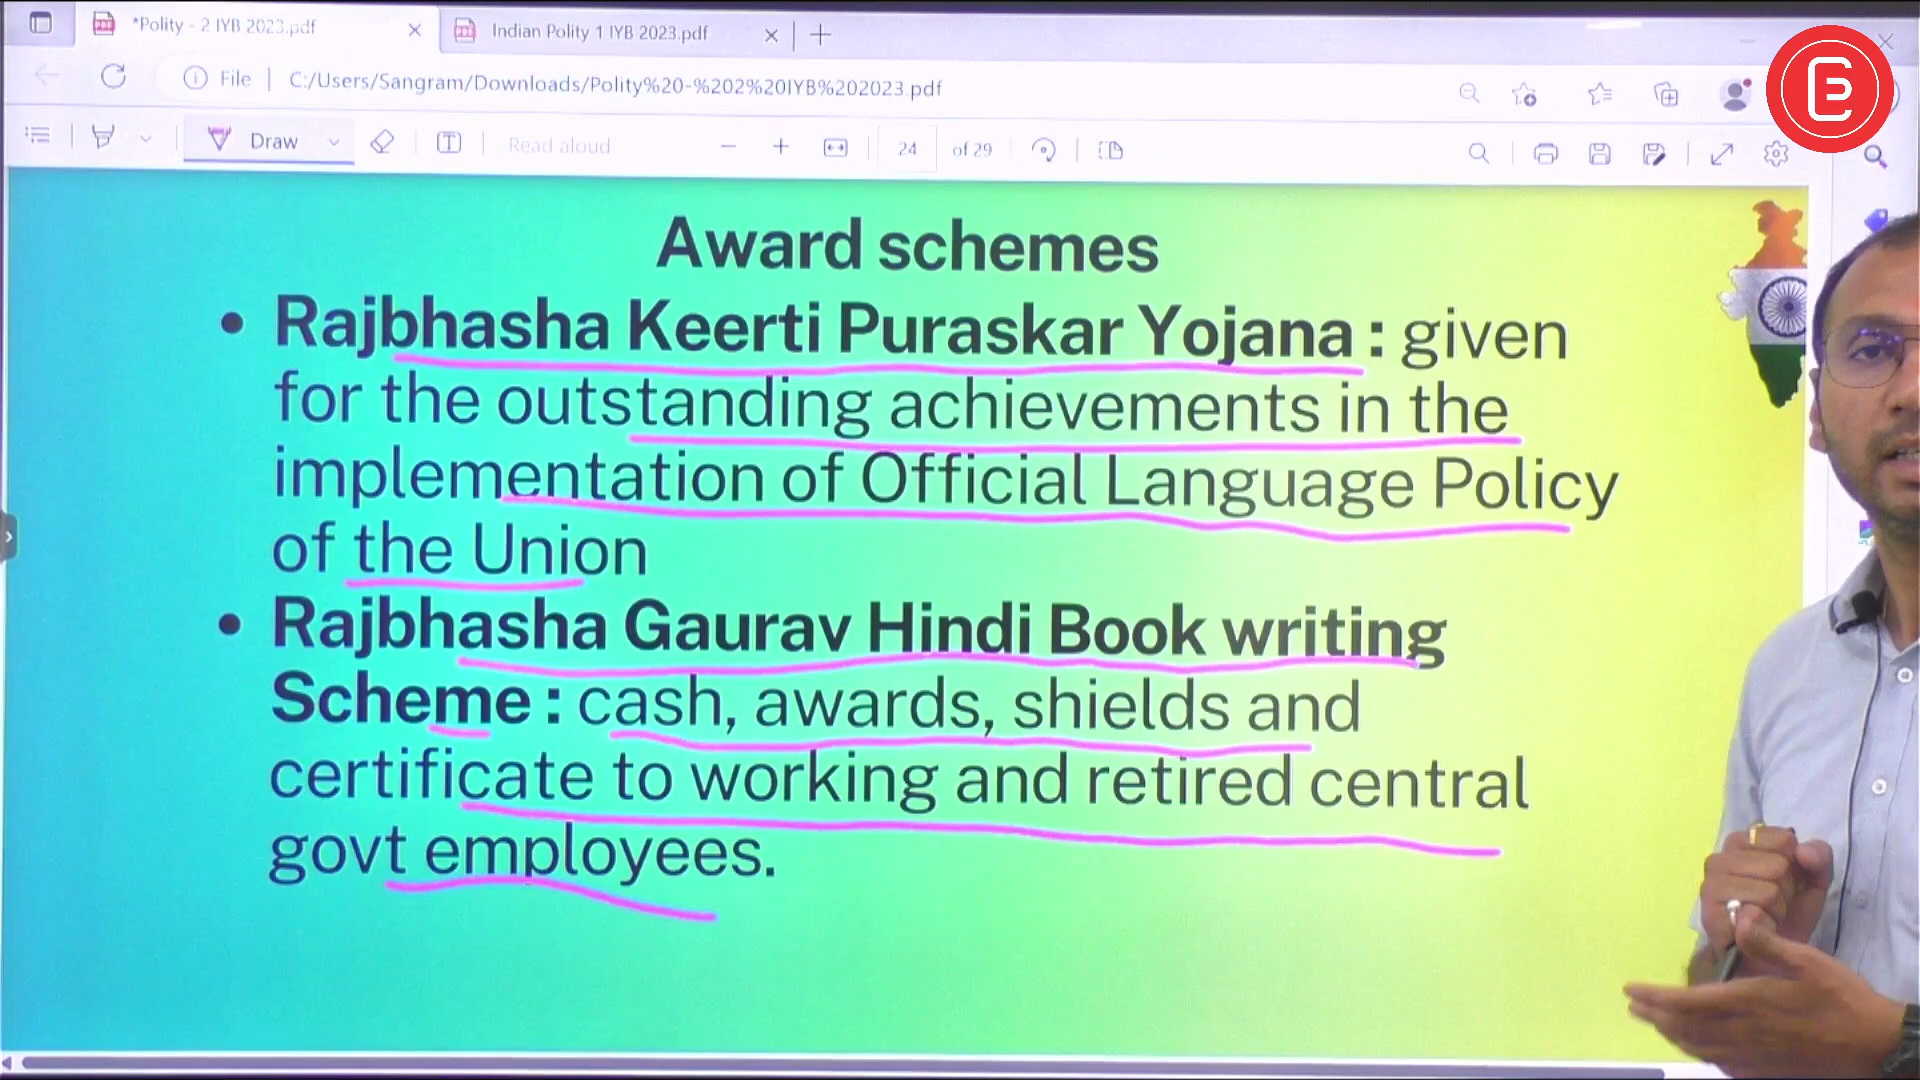 *Polity - 2 IYB 2023.pdf
Indian Polity 1 IYB 2023.pdf
File
C:/Users/Sangram/Downloads/Polity%20-%202%20IYB%202023.pdf
Draw
Read aloud
24
of 29
Award schemes
• Rajbhasha Keerti Puraskar Yojana : given
for the outstanding achievements in the
implementation of Official Language Policy
of the Union
• Rajbhasha Gaurav Hindi Book writing
Scheme : cash, awards, shields and
certificate to working and retired central
govt employees.